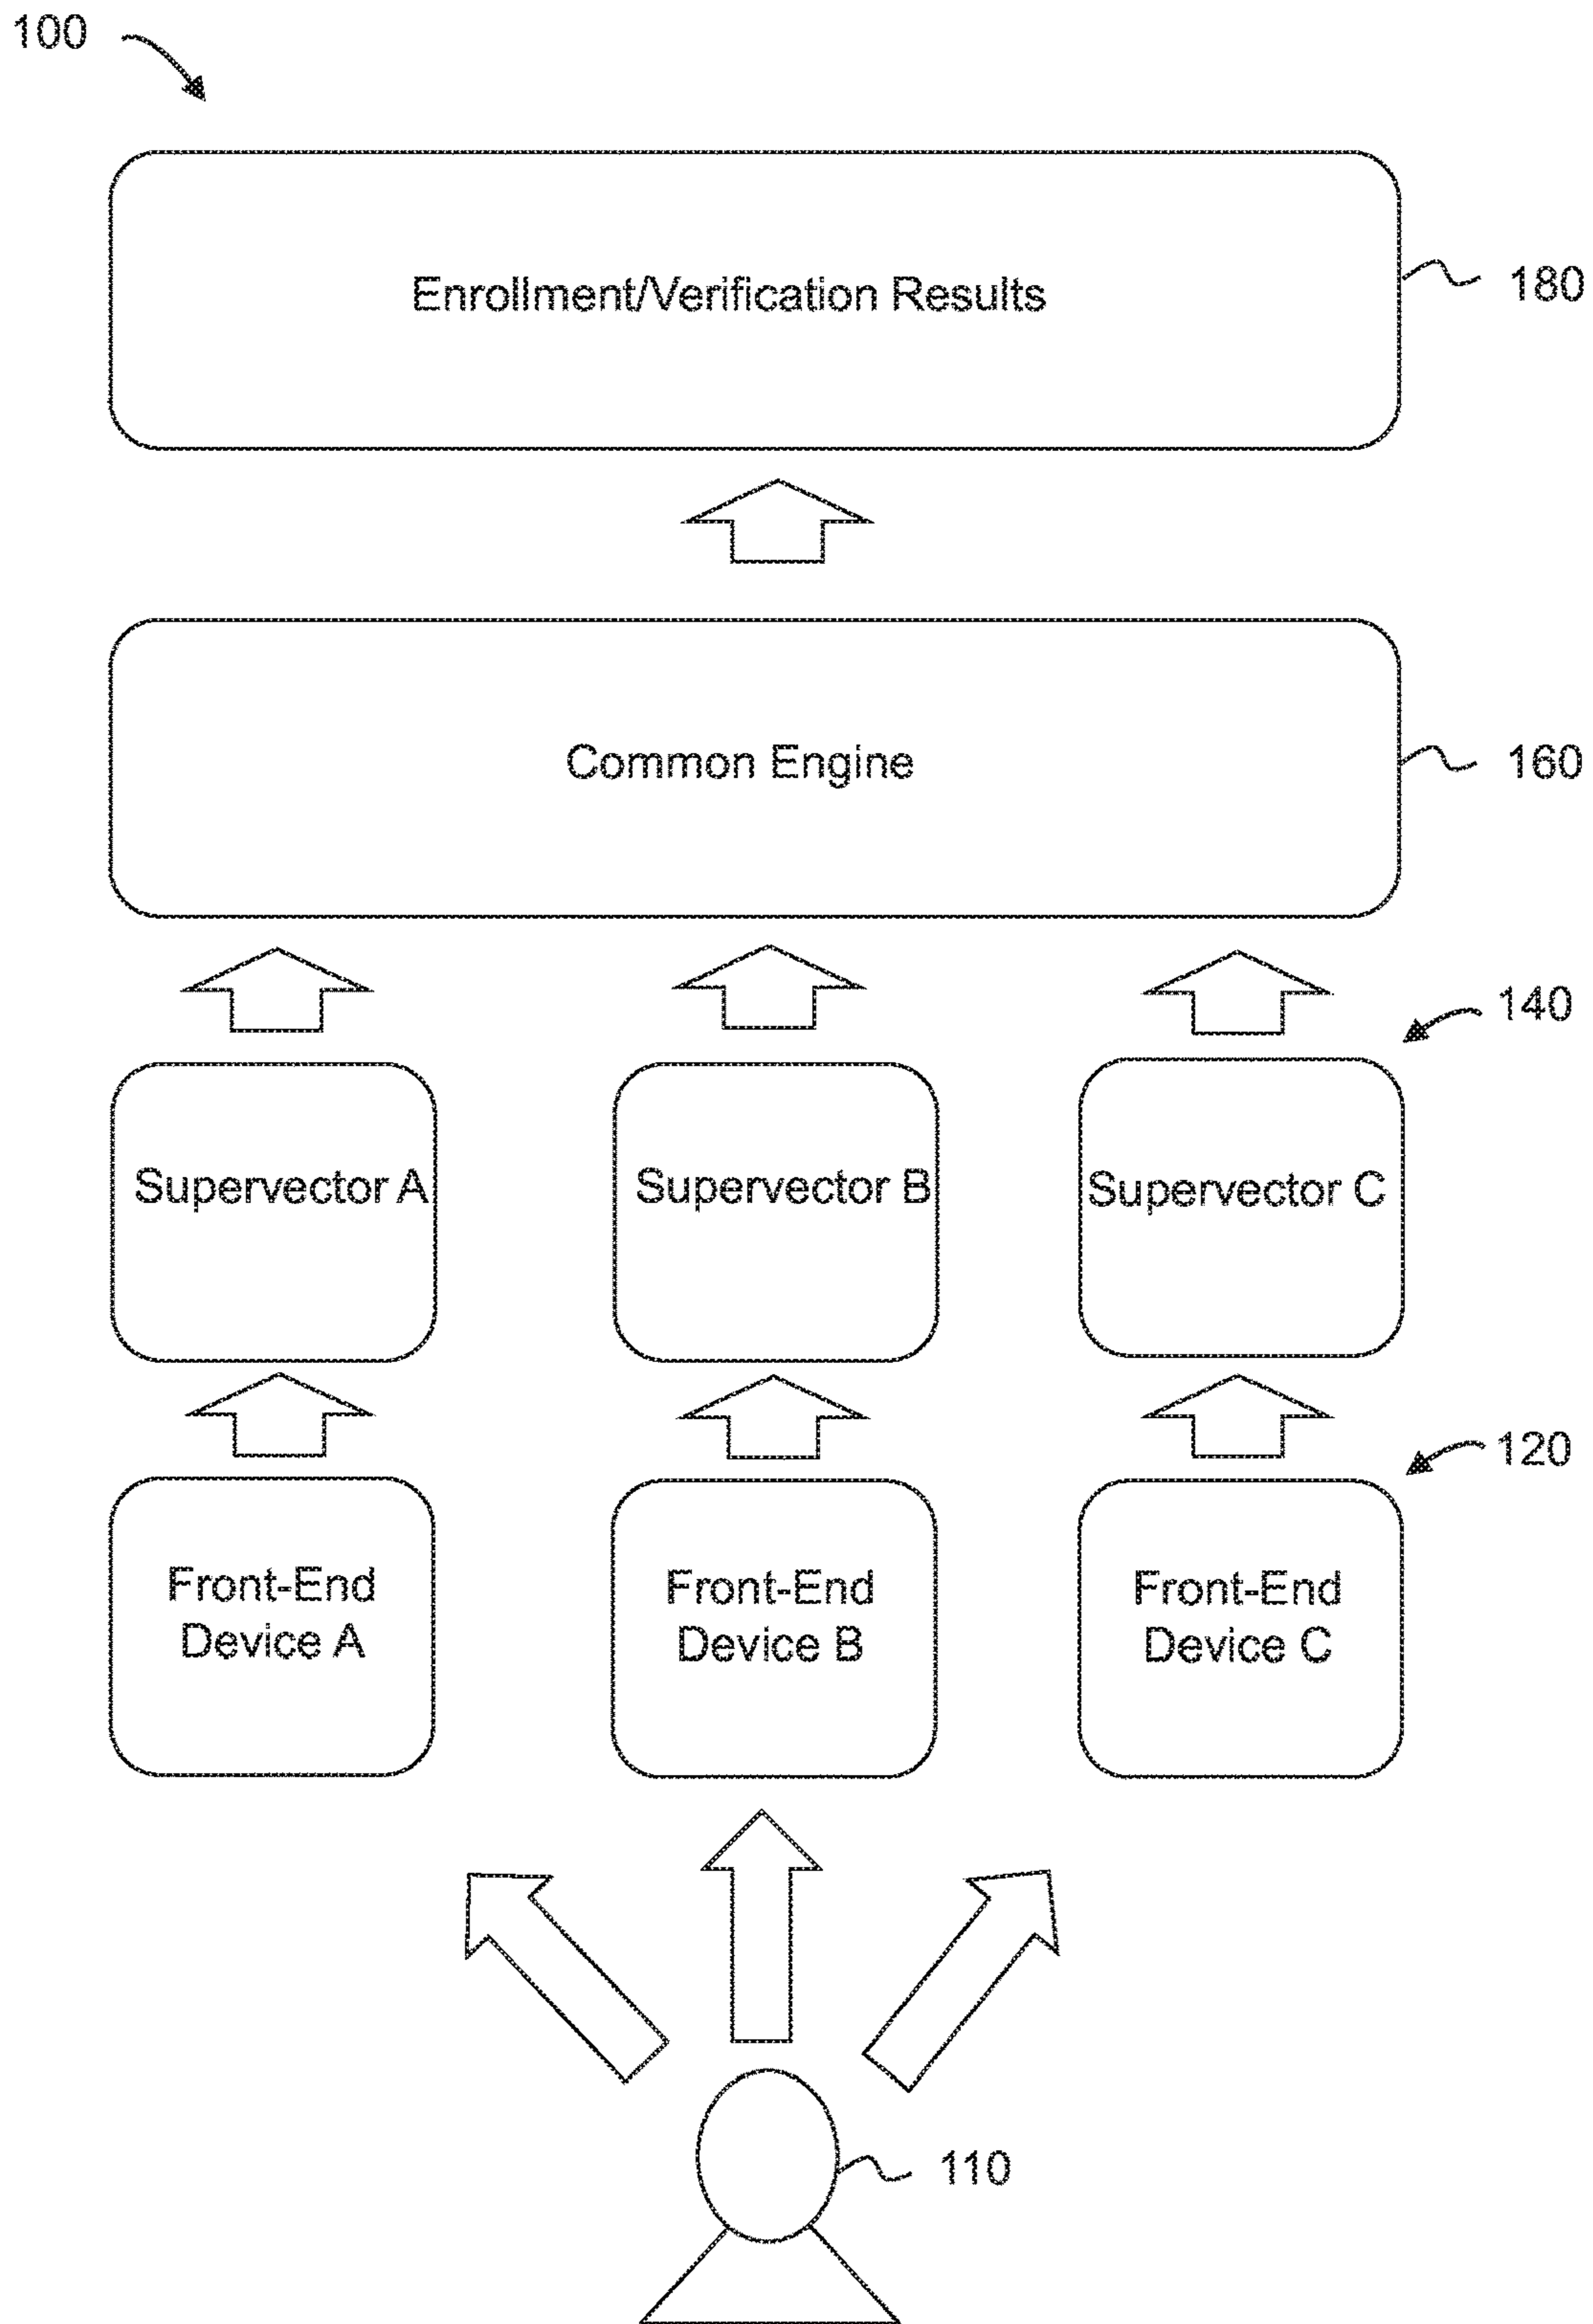 100
Enrollment/Verification Results
180
Common Engine
160
140
Supervector A
Supervector B
Supervector C
120
Front-End
Device A
Front-End
Device B
Front-End
Device C
110